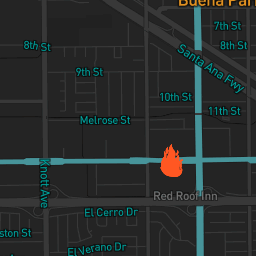 Buena Par
7th St
8th St
8th St
Santa Ana Fwy
9th St
10th St
11th St
Melrose St
Knott Ave
Red Roof Inn
El Cerro Dr
ston St
El Verano Dr